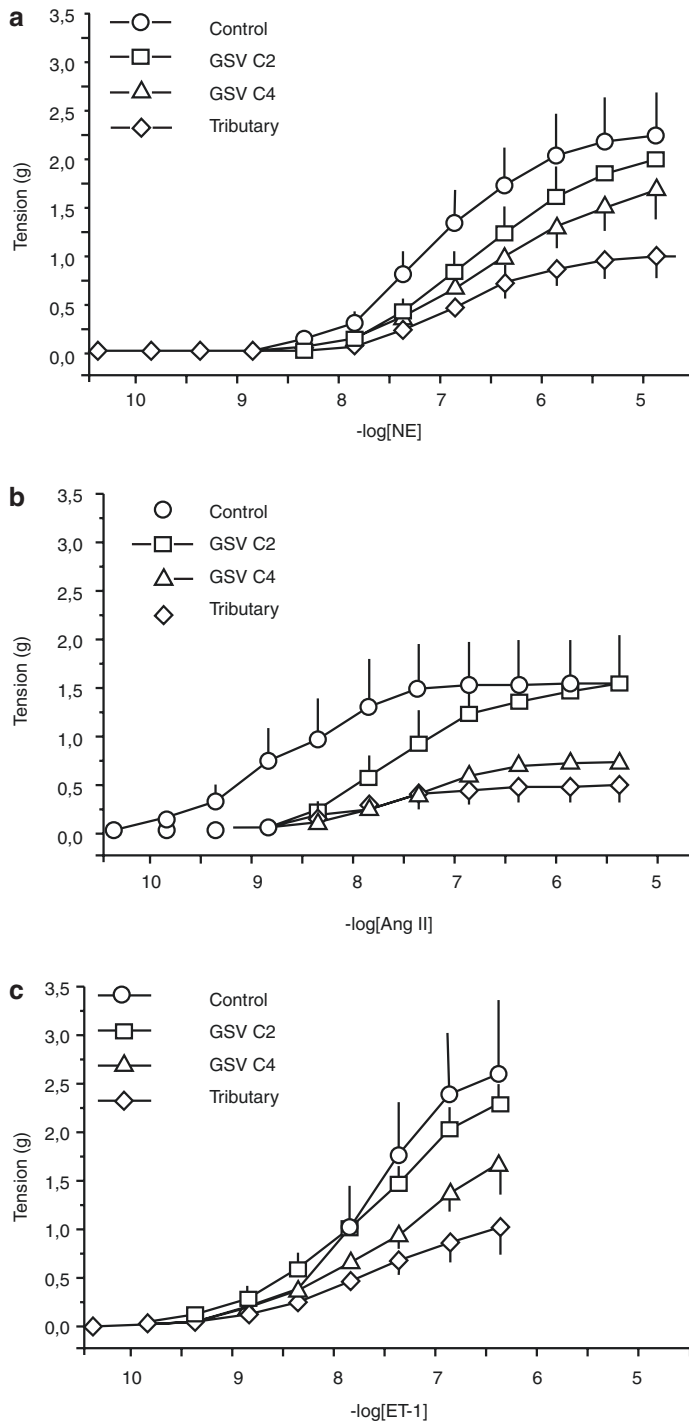 a
3,5
3,0
2,5
2,0
1,5
1,0
0,5
0,0
Tension (g)
Control
GSV C2
GSV C4
Tributary
10 9 8 7 6 5
-log[NE]
b
3,5
3,0
2,5
2,0
1,5
1,0
0,5
0,0
Tension (g)
Control
GSV C2
GSV C4
Tributary
10 9 8 7 6 5
-log[Ang II]
c
3,5
3,0
2,5
2,0
1,5
1,0
0,5
0,0
Tension (g)
Control
GSV C2
GSV C4
Tributary
10 9 8 7 6 5
-log[ET-1]